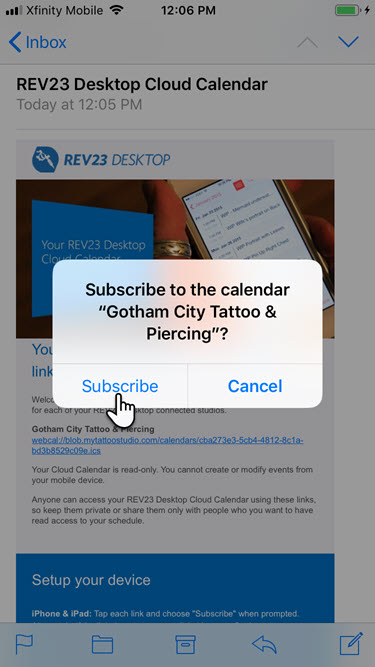 Xfinity Mobile 12:06 PM
Inbox
REV23 Desktop Cloud Calendar
Today at 12:05 PM
REV23 DESKTOP
Your REV23 Desktop
Cloud Calendar
Subscribe to the calendar
“Gotham City Tattoo &
Piercing”?
Subscribe Cancel
You
link
Welco
for each of your REV23 Desktop connected studios.
Gotham City Tattoo & Piercing
webcal://blob.mytattoostudio.com/calendars/cba273e3-5cb4-4812-8c1a-
bd3b8529c09e.ics
Your Cloud Calendar is read-only. You cannot create or modify events from
your mobile device.
Anyone can access your REV23 Desktop Cloud Calendar using these links,
so keep them private or share them only with people who you want to have
read access to your schedule.
Setup your device
iPhone & iPad: Tap each link and choose "Subscribe" when prompted.